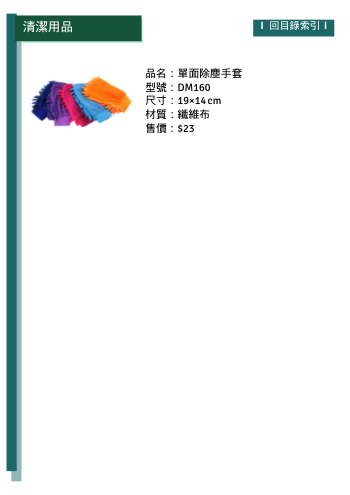 清潔用品
I 回目錄索引 I
品名：單面除塵手套
型號：DM160
尺寸：19×14cm
材質：纖維布
售價：$23